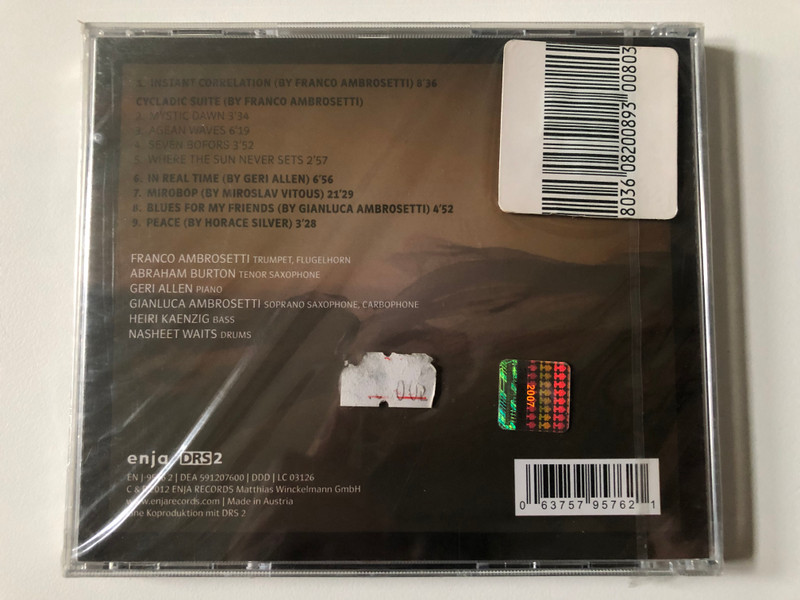 1. INSTANT CORRELATION (BY FRANCO AMBROSETTI) 8'36
CYCLADIC SUITE (BY FRANCO AMBROSETTI)
2. MYSTIC DAWN 3'34
3. AGEAN WAVES 6'19
4. SEVEN BOFORS 3'52
5. WHERE THE SUN NEVER SETS 2'57
6. IN REAL TIME (BY GERI ALLEN) 6'56
7. MIROBOP (BY MIROSLAV VITOUS) 21'29
8. BLUES FOR MY FRIENDS (BY GIANLUCA AMBROSETTI) 4'52
9. PEACE (BY HORACE SILVER) 3'28
FRANCO AMBROSETTI TRUMPET, FLUGELHORN
ABRAHAM BURTON TENOR SAXOPHONE
GERI ALLEN PIANO
GIANLUCA AMBROSETTI SOPRANO SAXOPHONE, CARBOPHONE
HEIRI KAENZIG BASS
NASHEET WAITS DRUMS
8036 08200893 00803
2007
enja DRS2
EN J-95 2 | DEA 591207600 | DDD | LC 03126
C & 2012 ENJA RECORDS Matthias Winckelmann GmbH
www.enjarecords.com | Made in Austria
Eine Koproduktion mit DRS 2
0 63757 95762 1